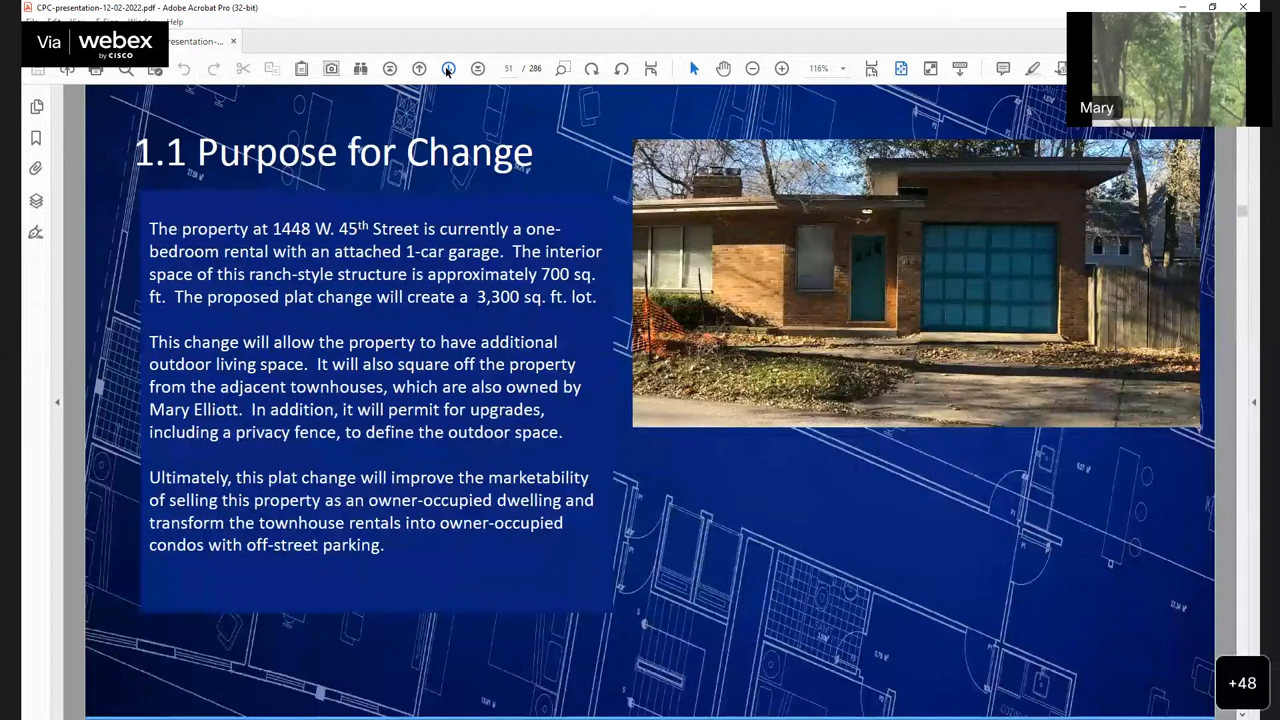 CPC-presentation-12-02-2022.pdf - Adobe Acrobat Pro (32-bit)
Help
Via webex
by CISCO
resentation-...
51 / 286
116%
Mary
1.1 Purpose for Change
The property at 1448 W. 45th Street is currently a one-
bedroom rental with an attached 1-car garage. The interior
space of this ranch-style structure is approximately 700 sq.
ft. The proposed plat change will create a 3,300 sq. ft. lot.
This change will allow the property to have additional
outdoor living space. It will also square off the property
from the adjacent townhouses, which are also owned by
Mary Elliott. In addition, it will permit for upgrades,
including a privacy fence, to define the outdoor space.
Ultimately, this plat change will improve the marketability
of selling this property as an owner-occupied dwelling and
transform the townhouse rentals into owner-occupied
condos with off-street parking.
+48